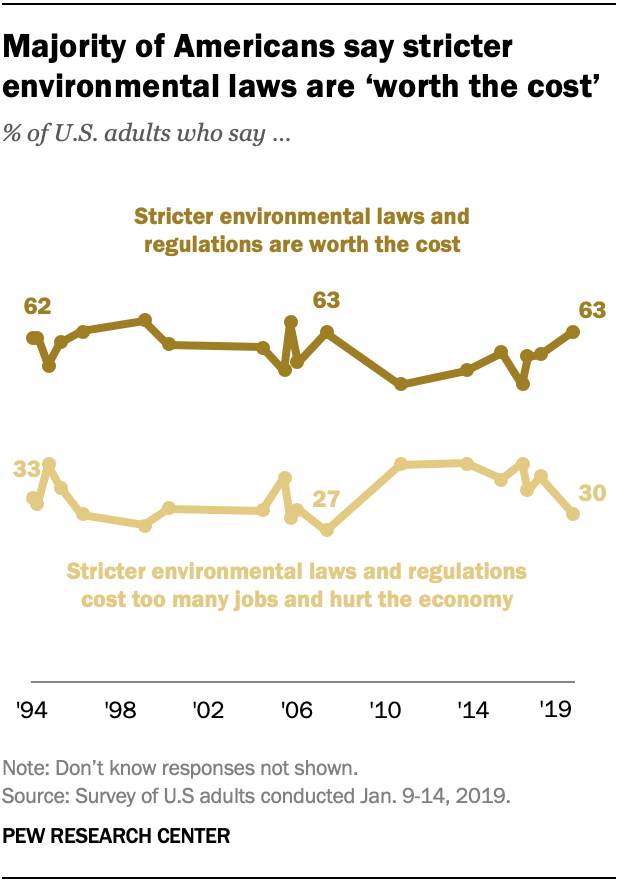 Majority of Americans say stricter
environmental laws are ‘worth the cost’
% of U.S. adults who say ...
Stricter environmental laws and
regulations are worth the cost
62
63
63
33
27
30
Stricter environmental laws and regulations
cost too many jobs and hurt the economy
'94 '98 '02 '06 '10 '14 '19
Note: Don’t know responses not shown.
Source: Survey of U.S adults conducted Jan. 9-14, 2019.
PEW RESEARCH CENTER